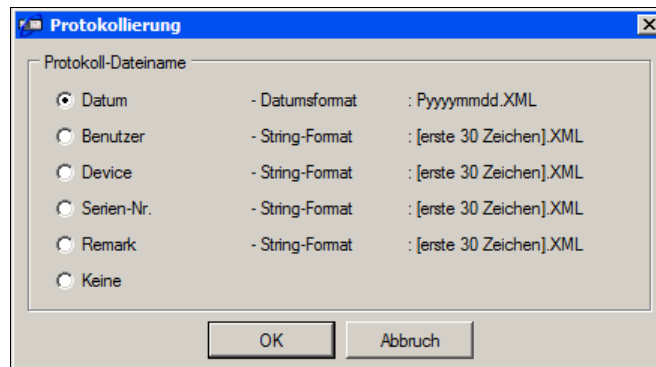 Protokollierung
Protokoll-Dateiname
Datum - Datumsformat : Pyyyymmdd.XML
Benutzer - String-Format : [erste 30 Zeichen].XML
Device - String-Format : [erste 30 Zeichen].XML
Serien-Nr. - String-Format : [erste 30 Zeichen].XML
Remark - String-Format : [erste 30 Zeichen].XML
Keine
OK Abbruch